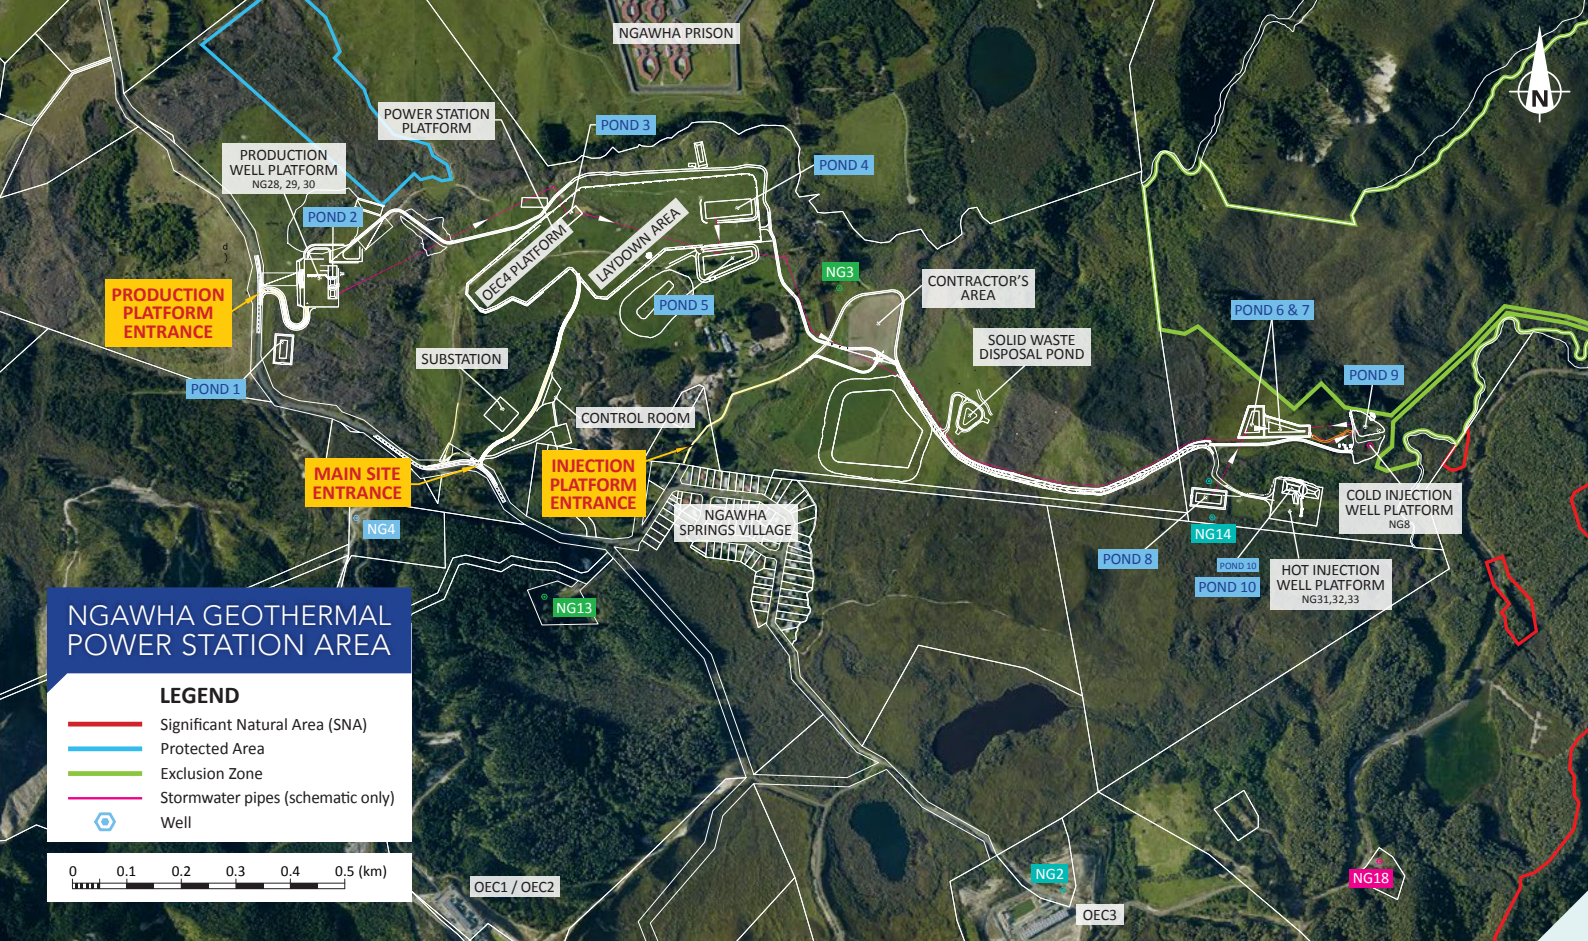 NGAWHA PRISON
POWER STATION
PLATFORM
POND 3
PRODUCTION
WELL PLATFORM
NG28, 29, 30
POND 4
POND 2
N
OEC4 PLATFORM
LAYDOWN AREA
NG3
CONTRACTOR'S
AREA
PRODUCTION
PLATFORM
ENTRANCE
POND 5
POND 6 & 7
SOLID WASTE
DISPOSAL POND
SUBSTATION
POND 9
POND 1
CONTROL ROOM
MAIN SITE
ENTRANCE
INJECTION
PLATFORM
ENTRANCE
NGAWHA
SPRINGS VILLAGE
COLD INJECTION
WELL PLATFORM
NG8
NG4
NG14
POND 8
POND 10
POND 10
HOT INJECTION
WELL PLATFORM
NG31,32,33
NG13
NGAWHA GEOTHERMAL
POWER STATION AREA
LEGEND
Significant Natural Area (SNA)
Protected Area
Exclusion Zone
Stormwater pipes (schematic only)
Well
0 0.1 0.2 0.3 0.4 0.5 (km)
OEC1 / OEC2
NG2
OEC3
NG18